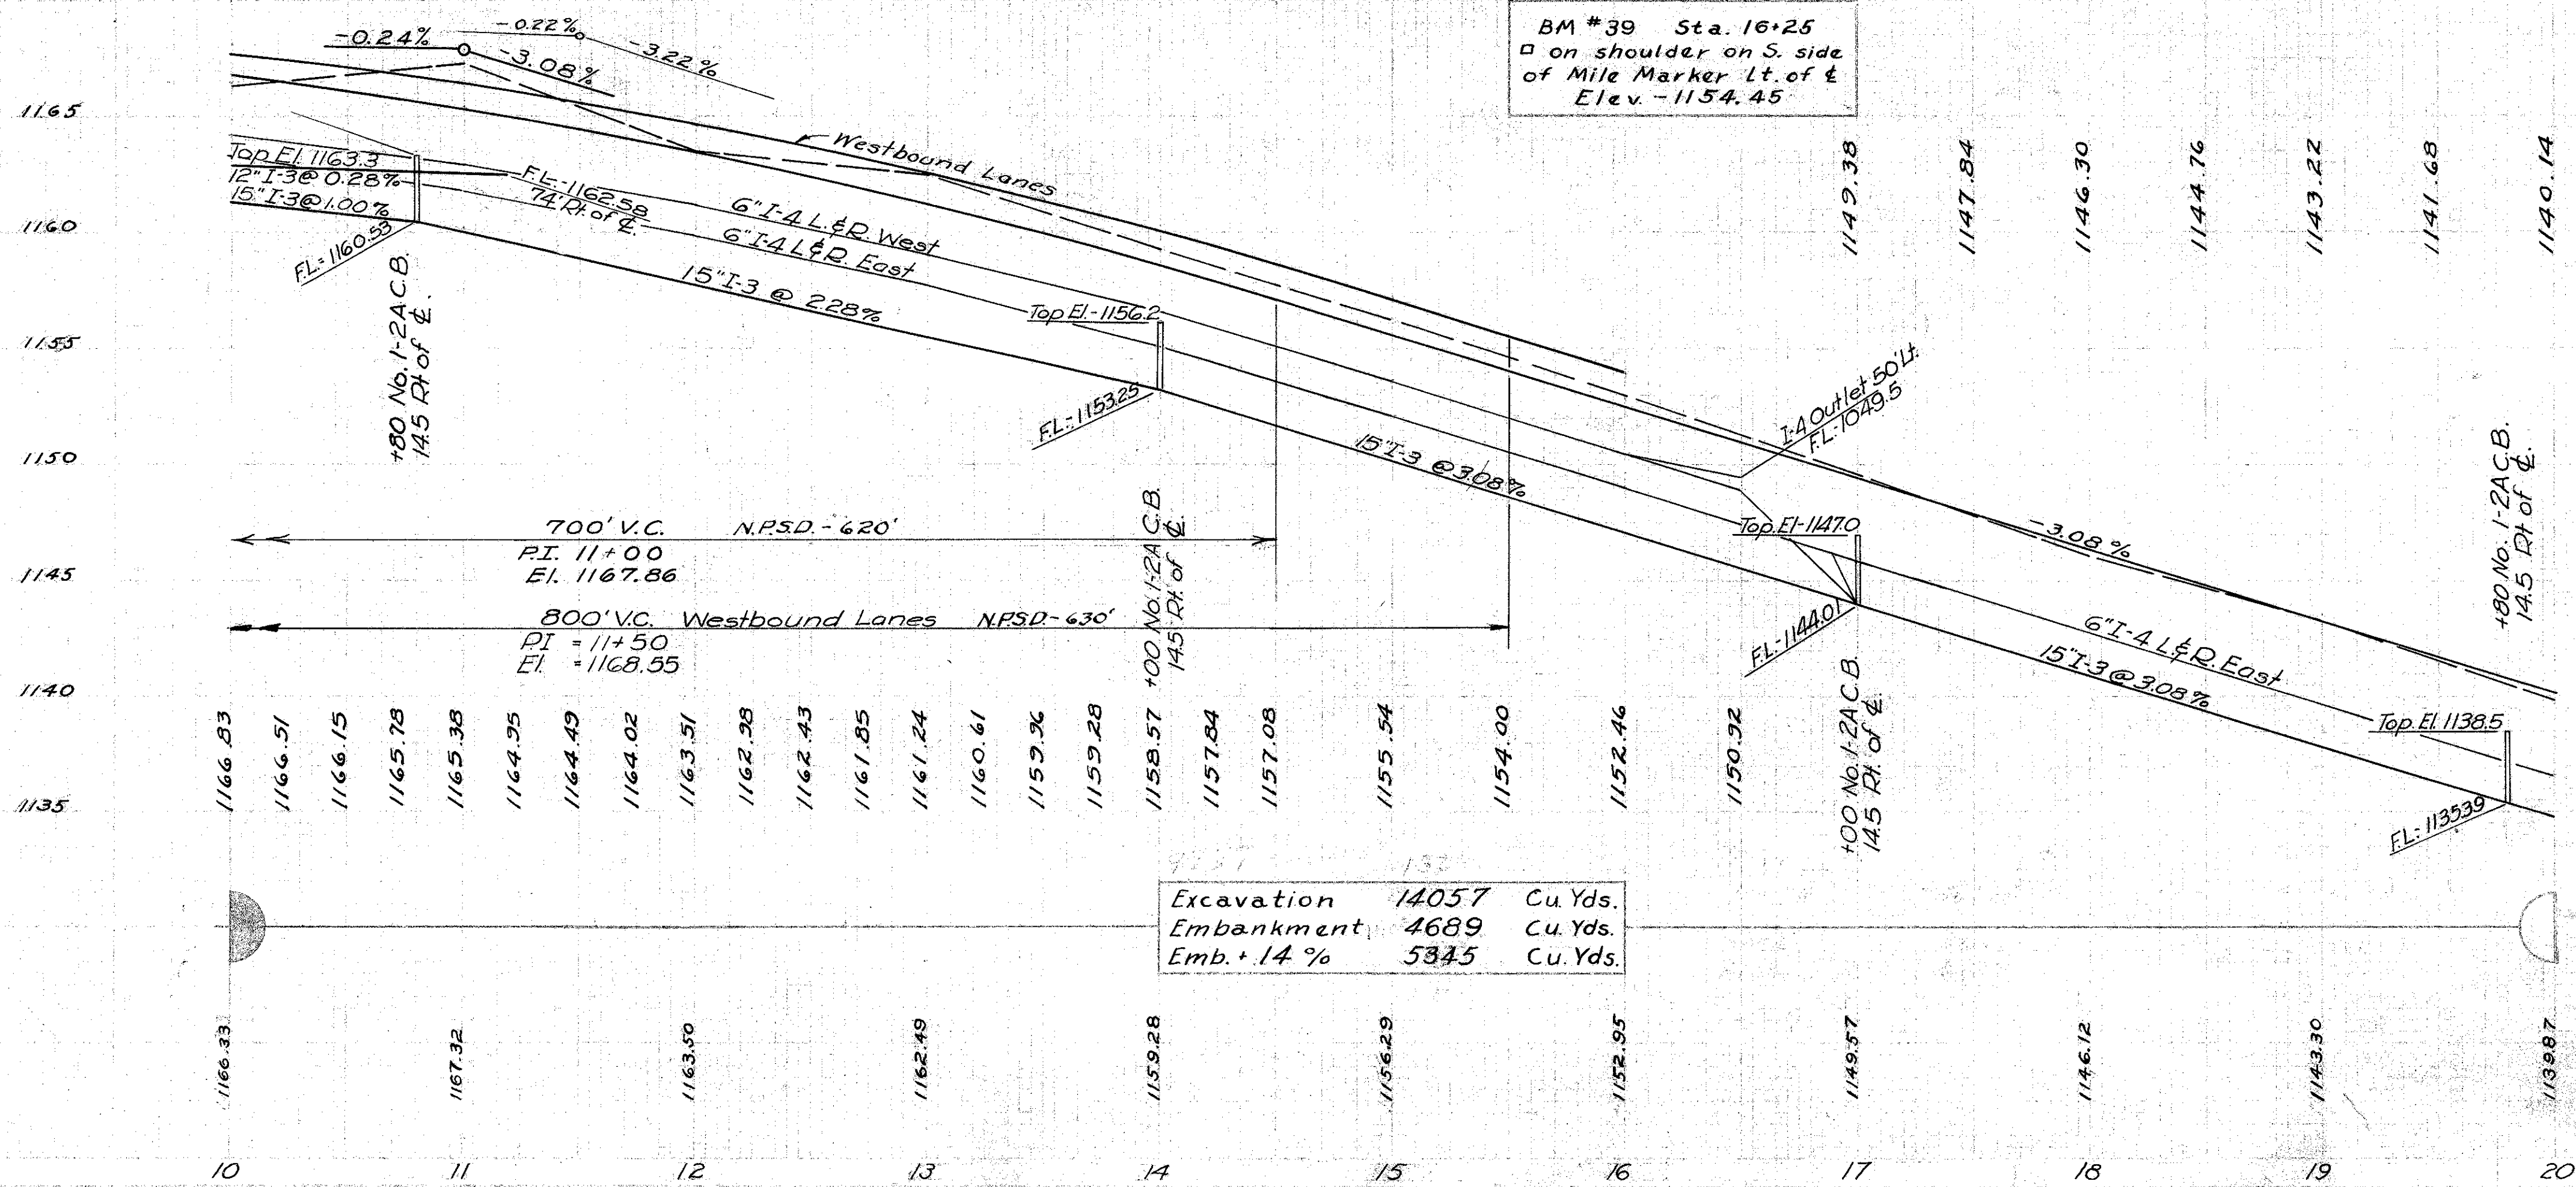 -0.24%
-0.22%
-3.08%
-3.22%
BM #39 Sta. 16+25
□ on shoulder on S. side
of Mile Marker Lt. of ℄
Elev. - 1154.45
1165
1160
1155
1150
1145
1140
1135
Westbound Lanes
Top El. 1163.3
12" I-3 @ 0.28%
15" I-3 @ 1.00%
F.L. = 1160.53
F.L. - 1162.58
74' Rt. of ℄
6" I-4 L. & R. West
6" I-4 L & R. East
15" I-3 @ 2.28%
+80 No. 1-2A C.B.
14.5 Rt of ℄.
Top El. - 1156.2
F.L. = 1153.25
15" I-3 @ 3.08%
I-4 Outlet 50' Lt.
F.L. - 1049.5
1149.38
1147.84
1146.30
1144.76
1143.22
1141.68
1140.14
700' V.C. N.P.S.D. - 620'
P.I. 11+00
El. 1167.86
800' V.C. Westbound Lanes N.P.S.D. - 630'
P.I = 11+50
El. = 1168.55
+00 No. 1-2A C.B.
14.5 Rt. of ℄.
Top. El - 1147.0
F.L. - 1144.01
-3.08%
6" I-4 L & R. East
15" I-3 @ 3.08%
+00 No. 1-2A C.B.
14.5 Rt. of ℄.
+80 No. 1-2A C.B.
14.5 Rt of ℄.
Top. El. 1138.5
F.L. = 1135.39
1166.83
1166.51
1166.15
1165.78
1165.38
1164.95
1164.49
1164.02
1163.51
1162.98
1162.43
1161.85
1161.24
1160.61
1159.96
1159.28
1158.57
1157.84
1157.08
1155.54
1154.00
1152.46
1150.92
Excavation 14057 Cu. Yds.
Embankment 4689 Cu. Yds.
Emb. + 14 % 5345 Cu. Yds.
1166.33
1167.32
1163.50
1162.49
1159.28
1156.29
1152.95
1149.57
1146.12
1143.30
1139.87
10 11 12 13 14 15 16 17 18 19 20